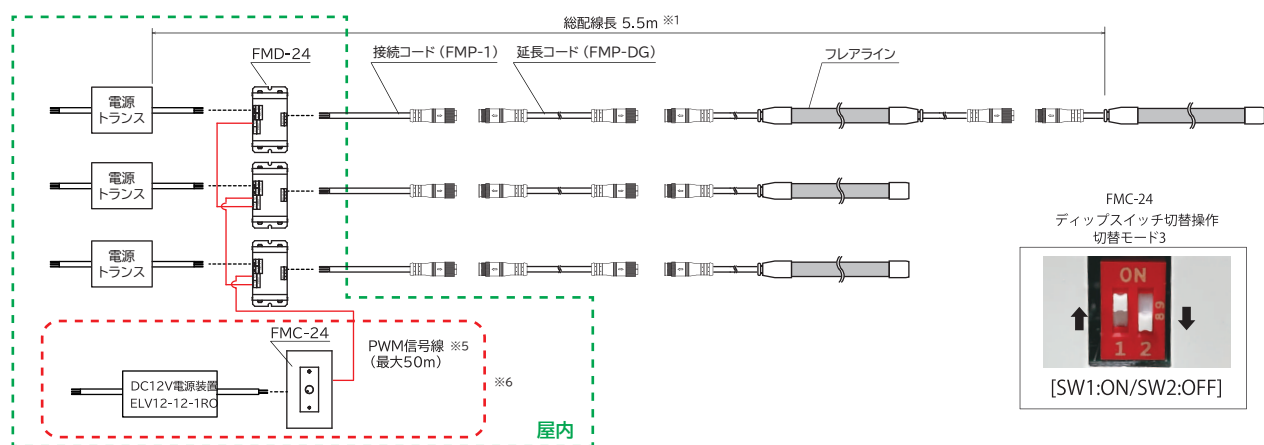 総配線長 5.5m ※1
FMD-24
接続コード（FMP-1）
延長コード（FMP-DG）
フレアライン
電源
トランス
電源
トランス
電源
トランス
FMC-24
PWM信号線 ※5
（最大50m）
※6
DC12V電源装置
ELV12-12-1RO
屋内
FMC-24
ディップスイッチ切替操作
切替モード3
ON
89
1 2
[SW1:ON/SW2:OFF]